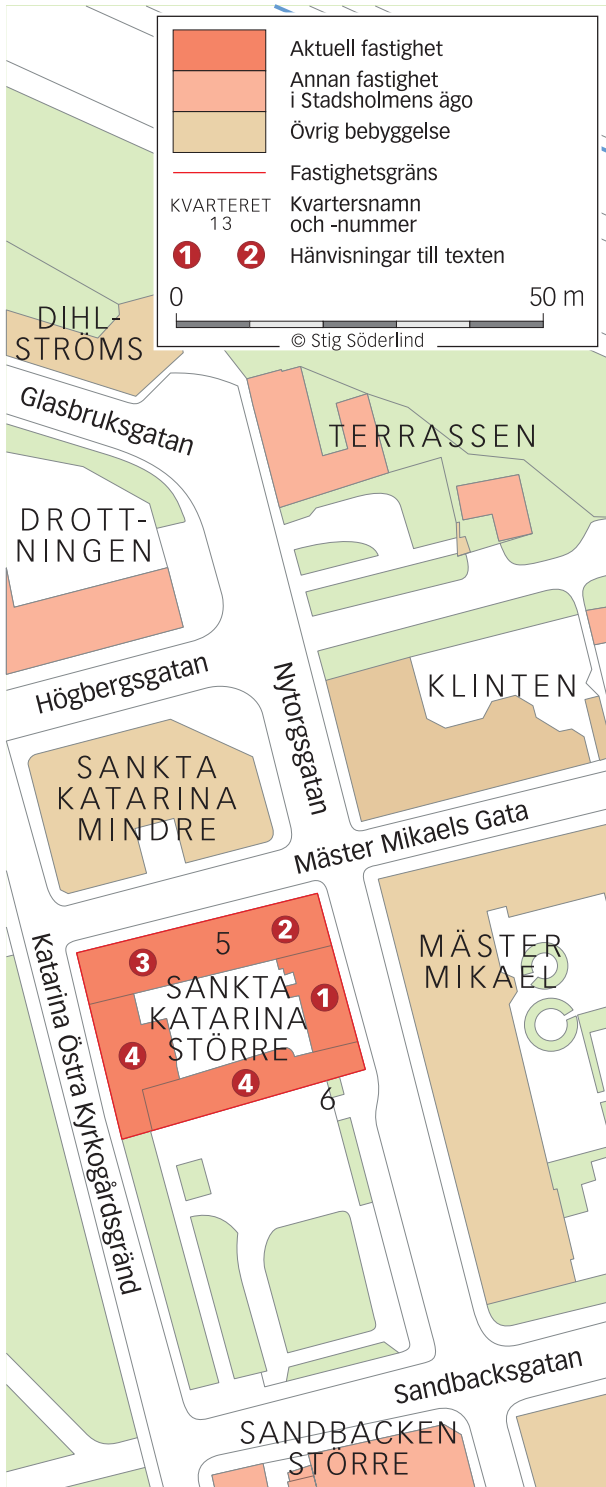 Aktuell fastighet
Annan fastighet
i Stadsholmens ägo
Övrig bebyggelse
Fastighetsgräns
KVARTERET
13
Kvartersnamn
och -nummer
1 2
Hänvisningar till texten
0 50 m
© Stig Söderlind
DIHL-
STRÖMS
Glasbruksgatan
TERRASSEN
DROTT-
NINGEN
Högbergsgatan
Nytorgsgatan
KLINTEN
SANKTA
KATARINA
MINDRE
Mäster Mikaels Gata
Katarina Östra Kyrkogårdsgränd
3 5 2
MÄSTER
MIKAEL
SANKTA
KATARINA
STÖRRE
1
4
4
6
Sandbacksgatan
SANDBACKEN
STÖRRE